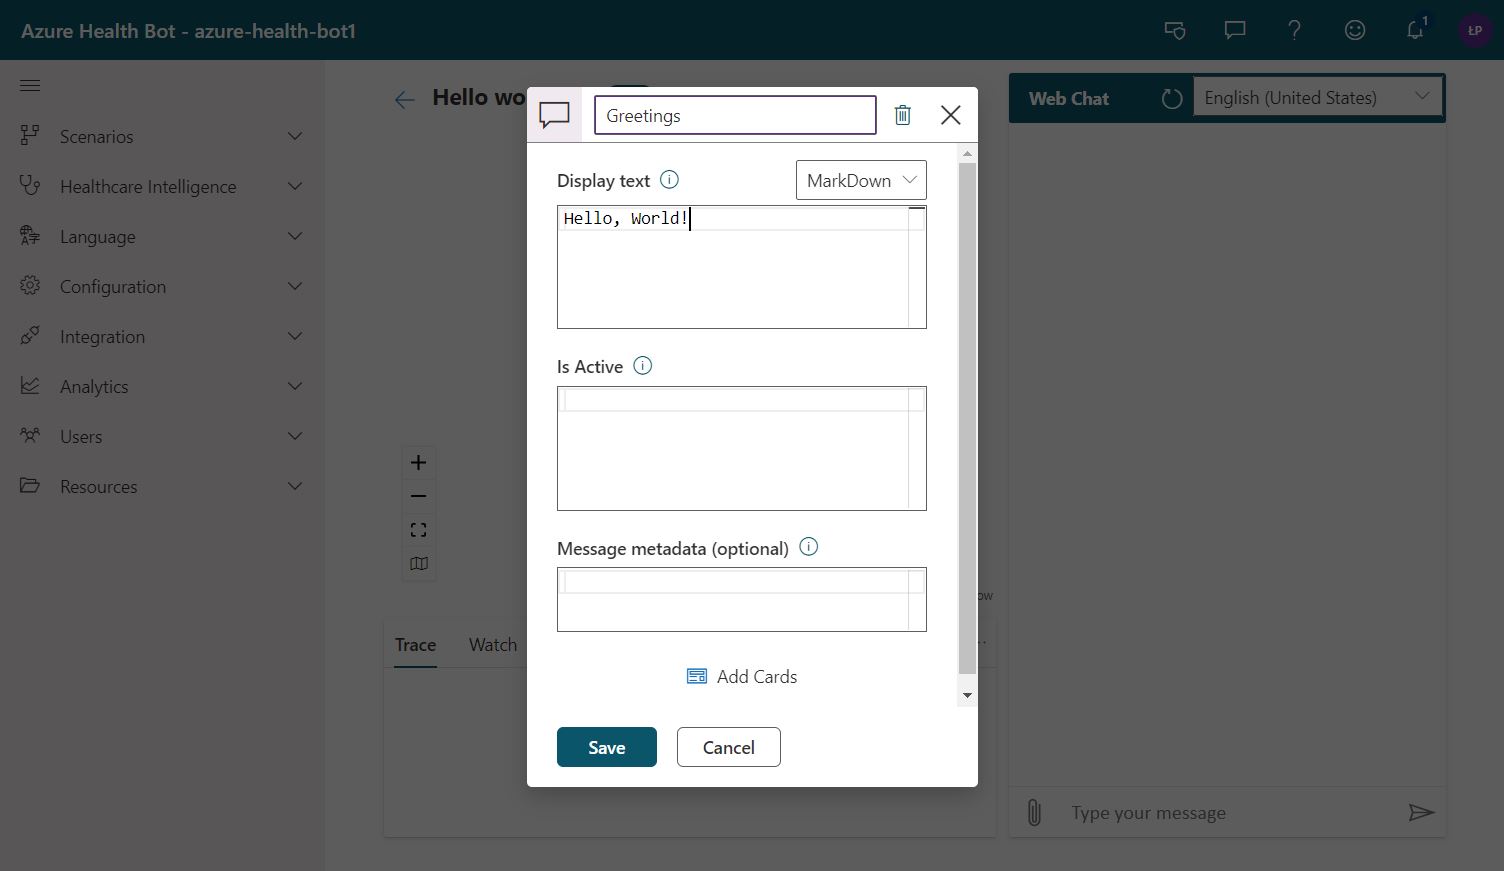 Azure Health Bot - azure-health-bot1
1
ŁP
Scenarios
Healthcare Intelligence
Language
Configuration
Integration
Analytics
Users
Resources
Hello wo
Greetings
Display text
MarkDown
Hello, World!
Is Active
Message metadata (optional)
Add Cards
Save
Cancel
ow
Trace
Watch
Web Chat
English (United States)
Type your message